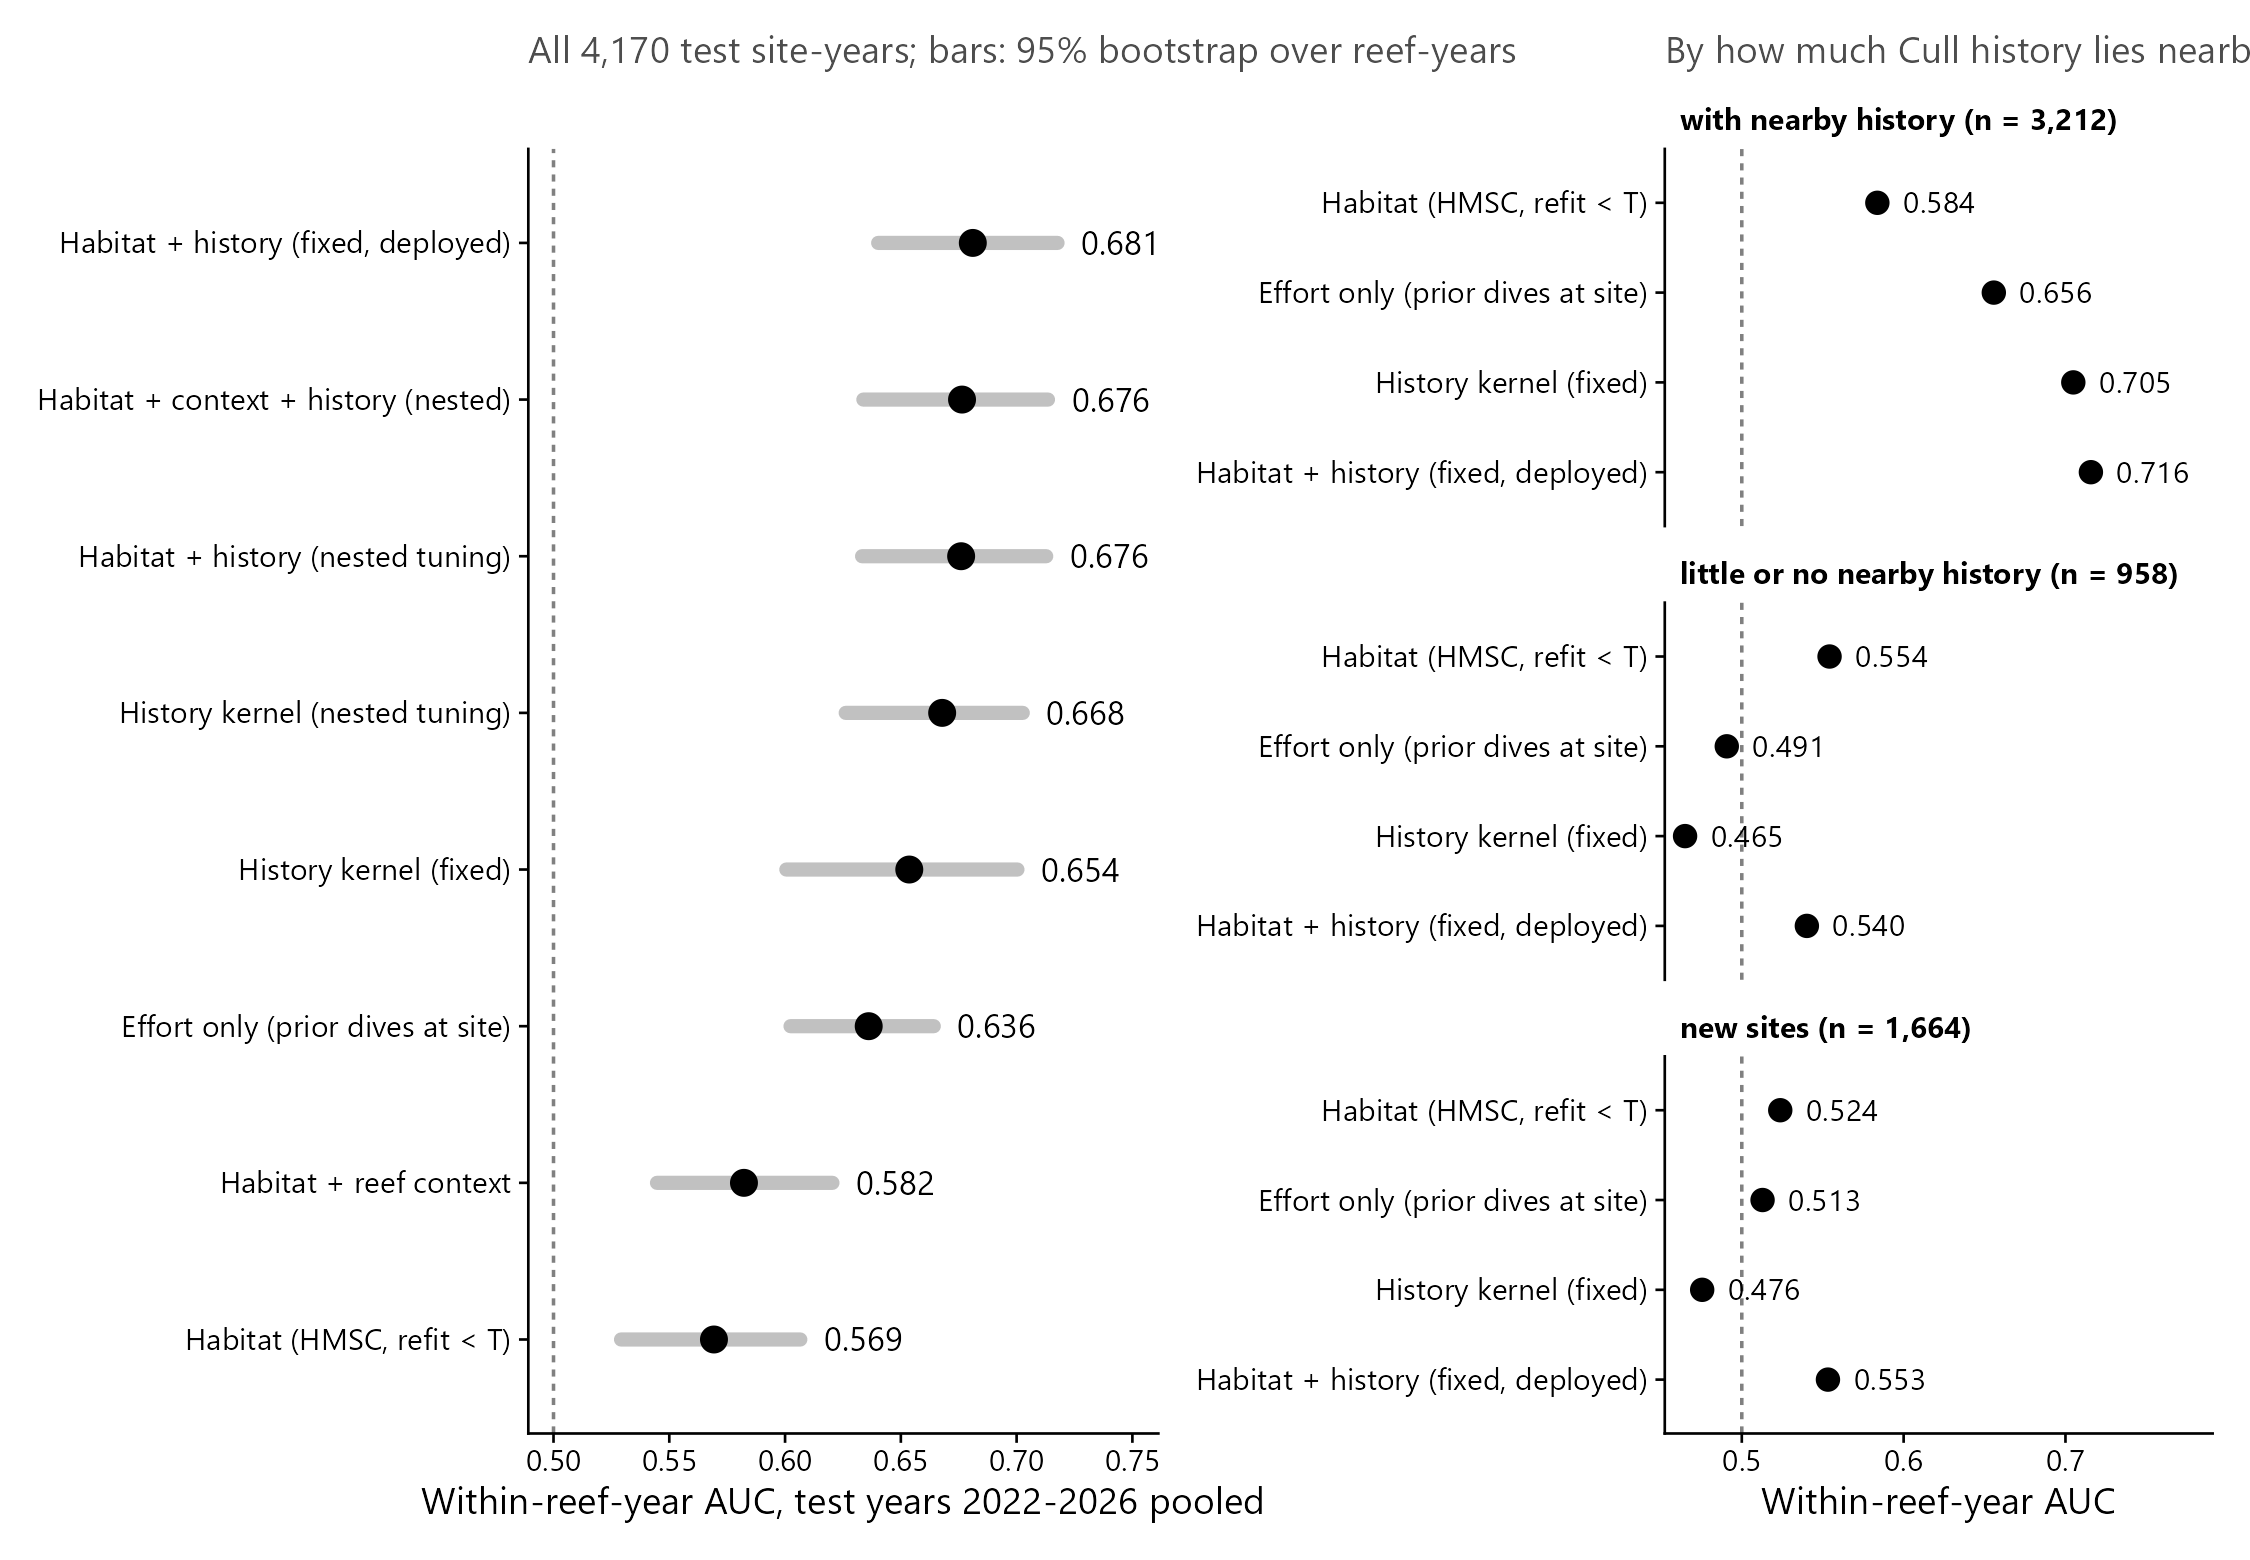 All 4,170 test site-years; bars: 95% bootstrap over reef-years
Habitat + history (fixed, deployed)
0.681
Habitat + context + history (nested)
0.676
Habitat + history (nested tuning)
0.676
History kernel (nested tuning)
0.668
History kernel (fixed)
0.654
Effort only (prior dives at site)
0.636
Habitat + reef context
0.582
Habitat (HMSC, refit < T)
0.569
0.50 0.55 0.60 0.65 0.70 0.75
Within-reef-year AUC, test years 2022-2026 pooled
By how much Cull history lies nearb
with nearby history (n = 3,212)
Habitat (HMSC, refit < T)
0.584
Effort only (prior dives at site)
0.656
History kernel (fixed)
0.705
Habitat + history (fixed, deployed)
0.716
little or no nearby history (n = 958)
Habitat (HMSC, refit < T)
0.554
Effort only (prior dives at site)
0.491
History kernel (fixed)
0.465
Habitat + history (fixed, deployed)
0.540
new sites (n = 1,664)
Habitat (HMSC, refit < T)
0.524
Effort only (prior dives at site)
0.513
History kernel (fixed)
0.476
Habitat + history (fixed, deployed)
0.553
0.5 0.6 0.7
Within-reef-year AUC